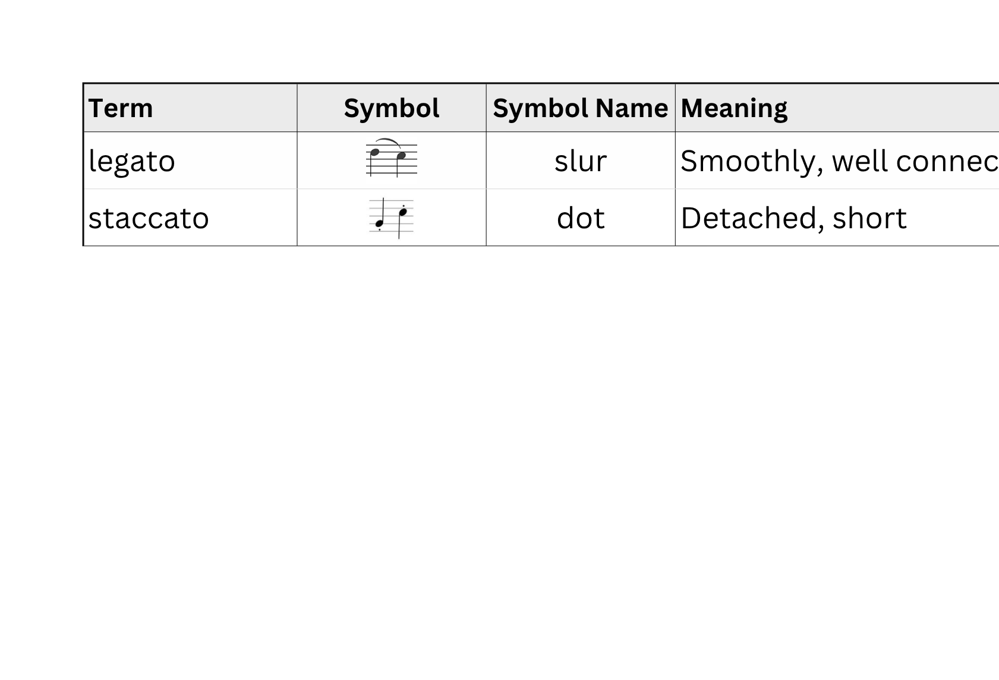 Term Symbol Symbol Name Meaning
legato slur Smoothly, well connec
staccato dot Detached, short